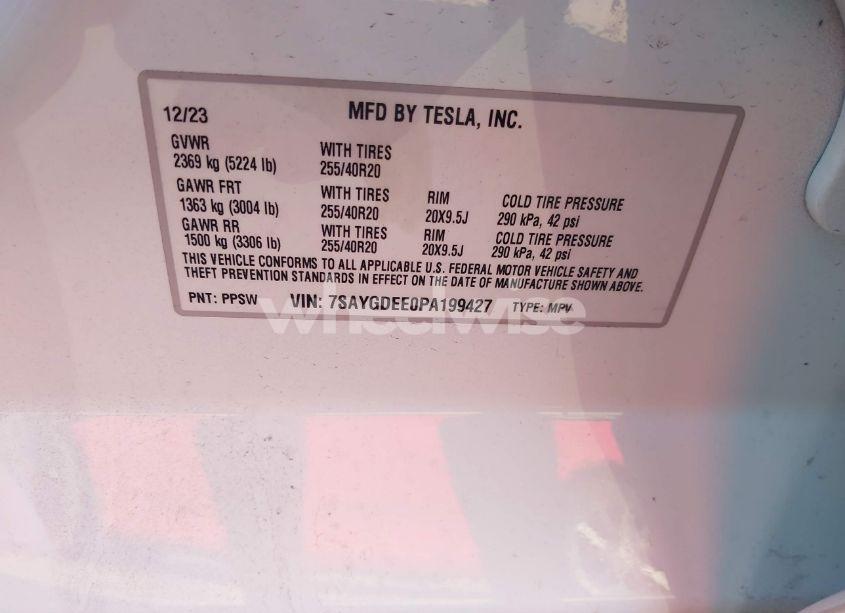 12/23 MFD BY TESLA, INC.
GVWR
2369 kg (5224 lb) WITH TIRES
255/40R20
GAWR FRT
1363 kg (3004 lb) WITH TIRES
255/40R20 RIM
20X9.5J COLD TIRE PRESSURE
290 kPa, 42 psi
GAWR RR
1500 kg (3306 lb) WITH TIRES
255/40R20 RIM
20X9.5J COLD TIRE PRESSURE
290 kPa, 42 psi
THIS VEHICLE CONFORMS TO ALL APPLICABLE U.S. FEDERAL MOTOR VEHICLE SAFETY AND
THEFT PREVENTION STANDARDS IN EFFECT ON THE DATE OF MANUFACTURE SHOWN ABOVE.
PNT: PPSW VIN: 7SAYGDEE0PA199427 TYPE: MPV
wheelwise